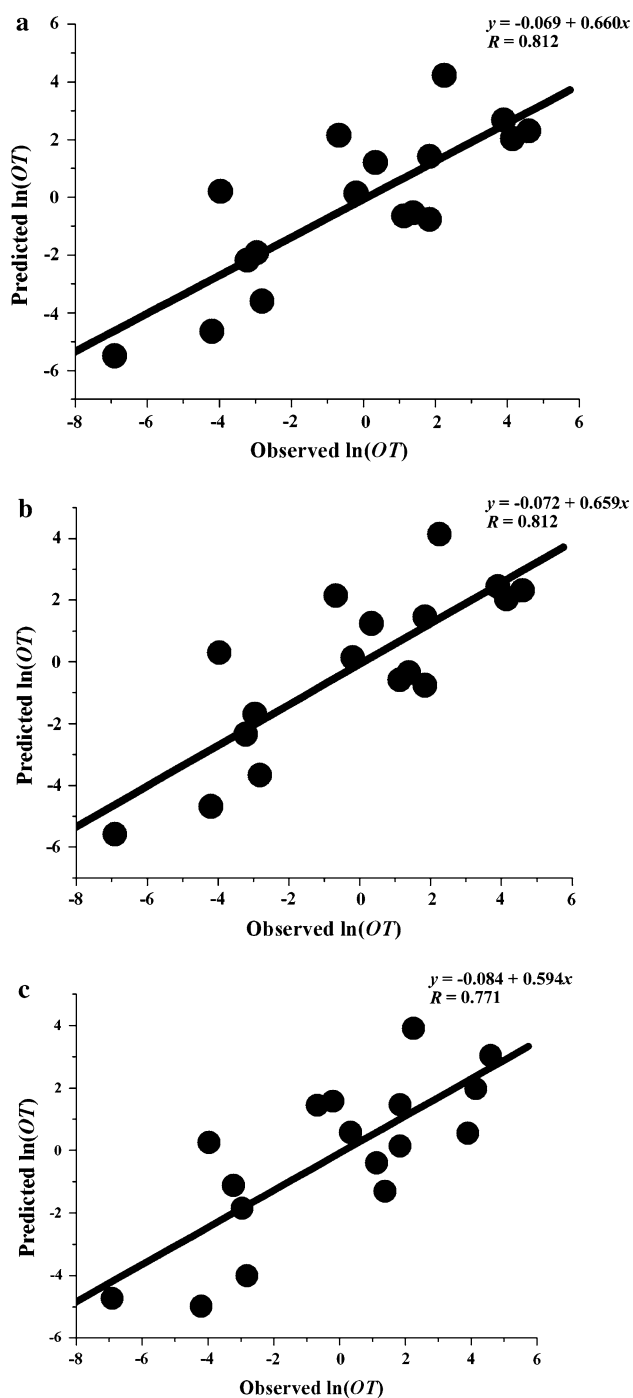 a
y = -0.069 + 0.660x
R = 0.812
6
4
2
0
-2
-4
-6
Predicted ln(OT)
-8 -6 -4 -2 0 2 4 6
Observed ln(OT)
b
y = -0.072 + 0.659x
R = 0.812
4
2
0
-2
-4
-6
Predicted ln(OT)
-8 -6 -4 -2 0 2 4 6
Observed ln(OT)
c
y = -0.084 + 0.594x
R = 0.771
4
2
0
-2
-4
-6
Predicted ln(OT)
-8 -6 -4 -2 0 2 4 6
Observed ln(OT)